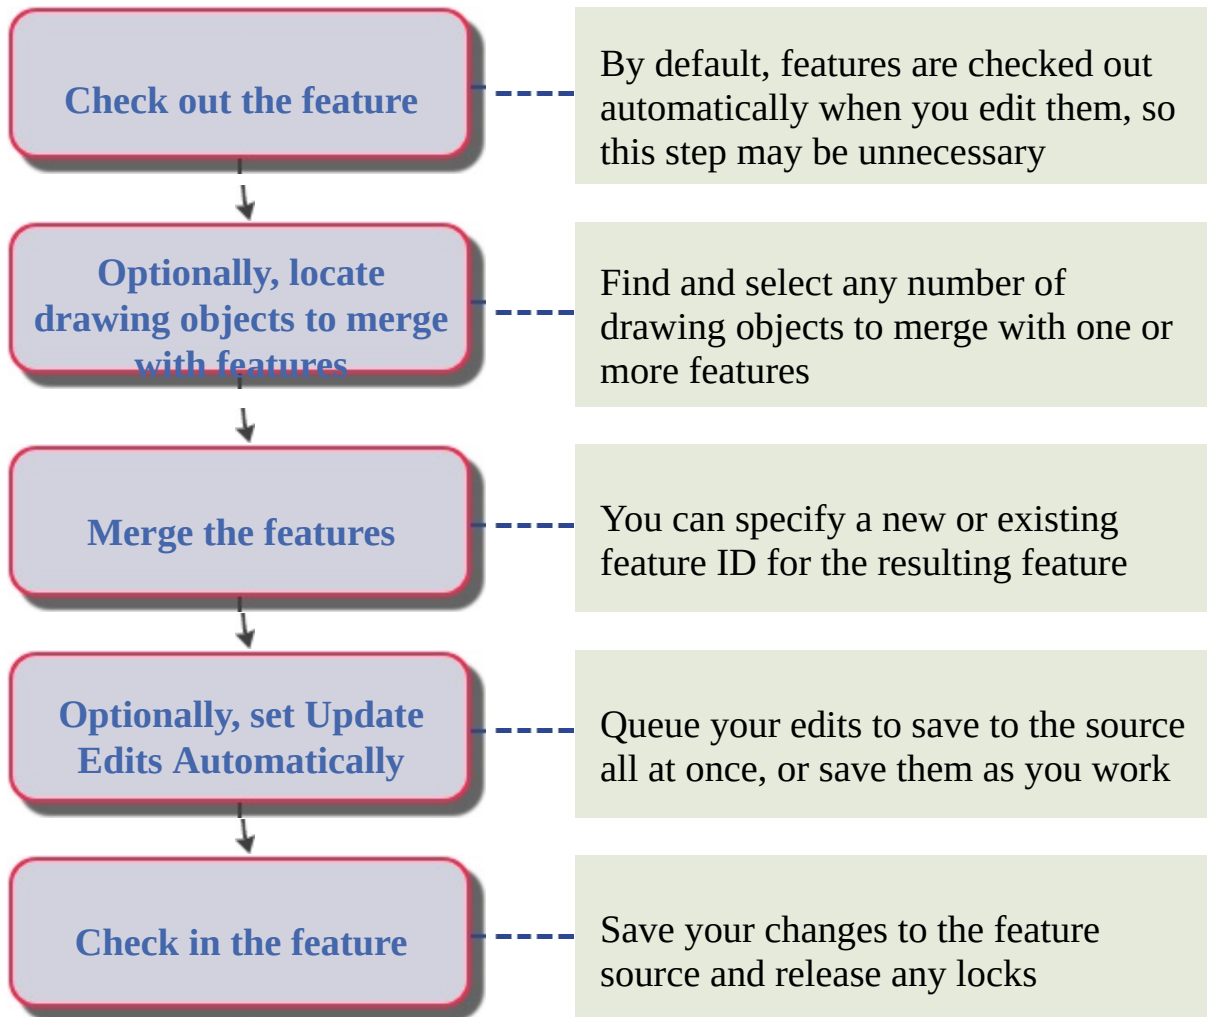 Check out the feature
By default, features are checked out
automatically when you edit them, so
this step may be unnecessary
Optionally, locate
drawing objects to merge
with features
Find and select any number of
drawing objects to merge with one or
more features
Merge the features
You can specify a new or existing
feature ID for the resulting feature
Optionally, set Update
Edits Automatically
Queue your edits to save to the source
all at once, or save them as you work
Check in the feature
Save your changes to the feature
source and release any locks